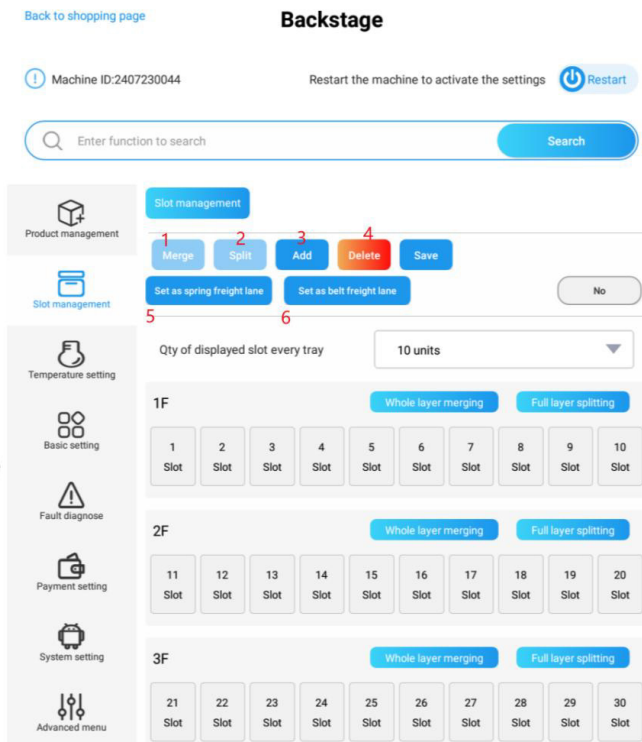 Back to shopping page
Backstage
Machine ID:2407230044
Restart the machine to activate the settings
Restart
Enter function to search
Search
Product management
Slot management
Temperature setting
Basic setting
Fault diagnose
Payment setting
System setting
Advanced menu
Slot management
1 2 3 4
Merge Split Add Delete Save
Set as spring freight lane Set as belt freight lane No
5 6
Qty of displayed slot every tray 10 units
1F Whole layer merging Full layer splitting
1 2 3 4 5 6 7 8 9 10
Slot Slot Slot Slot Slot Slot Slot Slot Slot Slot
2F Whole layer merging Full layer splitting
11 12 13 14 15 16 17 18 19 20
Slot Slot Slot Slot Slot Slot Slot Slot Slot Slot
3F Whole layer merging Full layer splitting
21 22 23 24 25 26 27 28 29 30
Slot Slot Slot Slot Slot Slot Slot Slot Slot Slot